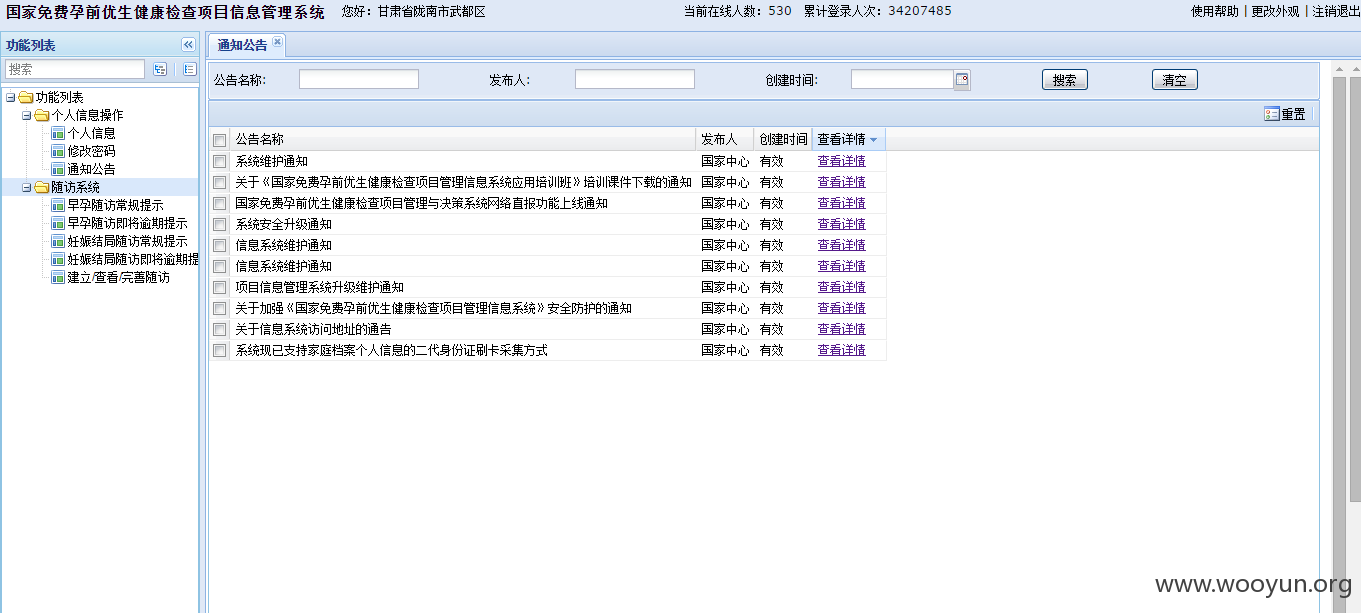 国家免费孕前优生健康检查项目信息管理系统 您好：甘肃省陇南市武都区 当前在线人数：530 累计登录人次：34207485 使用帮助 | 更改外观 | 注销退出
功能列表
通知公告
搜索
公告名称: 发布人: 创建时间: 搜索 清空
重置
功能列表
个人信息操作
个人信息
修改密码
通知公告
随访系统
早孕随访常规提示
早孕随访即将逾期提示
妊娠结局随访常规提示
妊娠结局随访即将逾期提
建立/查看/完善随访
公告名称 发布人 创建时间 查看详情
系统维护通知 国家中心 有效 查看详情
关于《国家免费孕前优生健康检查项目管理信息系统应用培训班》培训课件下载的通知 国家中心 有效 查看详情
国家免费孕前优生健康检查项目管理与决策系统网络直报功能上线通知 国家中心 有效 查看详情
系统安全升级通知 国家中心 有效 查看详情
信息系统维护通知 国家中心 有效 查看详情
信息系统维护通知 国家中心 有效 查看详情
项目信息管理系统升级维护通知 国家中心 有效 查看详情
关于加强《国家免费孕前优生健康检查项目管理信息系统》安全防护的通知 国家中心 有效 查看详情
关于信息系统访问地址的通告 国家中心 有效 查看详情
系统现已支持家庭档案个人信息的二代身份证刷卡采集方式 国家中心 有效 查看详情
www.wooyun.org